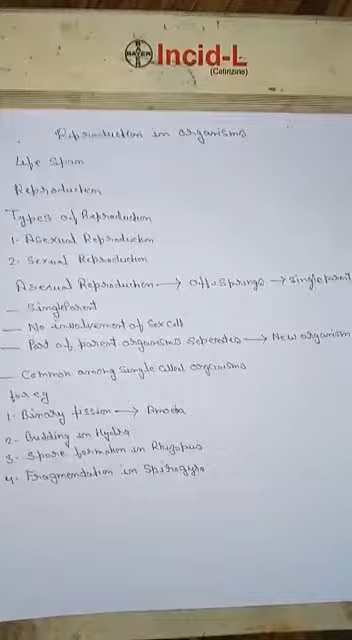 BAYER
Incid-L
(Cetirizine)
Reproduction in organisms
Life Span
Reproduction
Types of Reproduction
1- Asexual Reproduction
2- Sexual Reproduction
Asexual Reproduction → Off-Springs → Single parent
— Single Parent
— No involvement of Sex cell
— Part of parent organisms seperates → New organism
— Common among single celled organisms
for eg
1- Binary fission → Amoeba
2- Budding in Hydra
3- Spore formation in Rhizopus
4- Fragmentation in Spirogyra